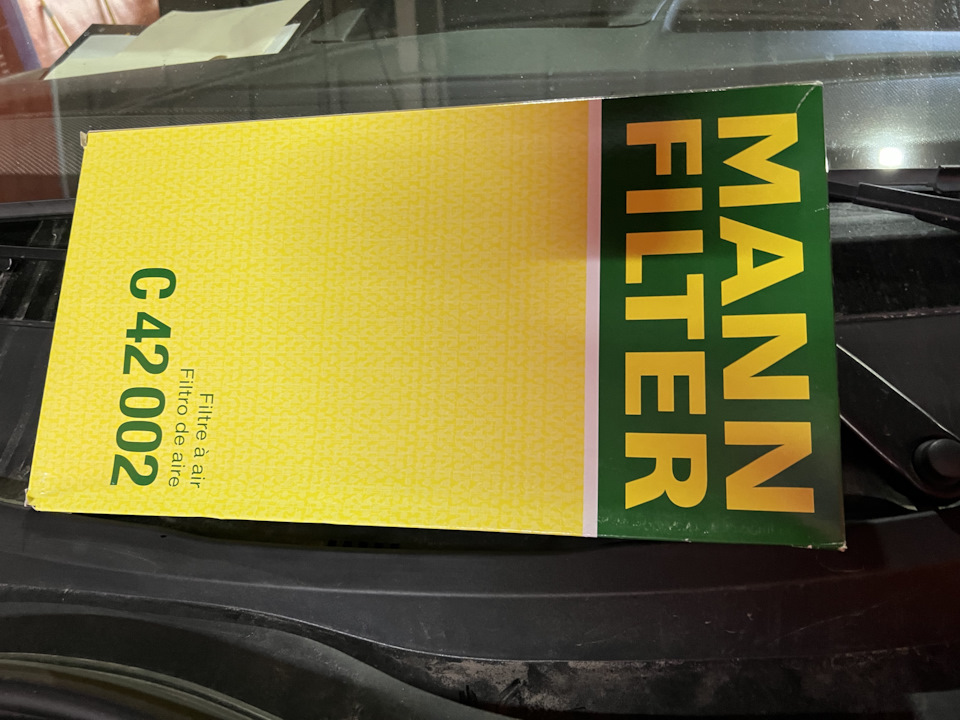 MANN
FILTER
Filtre à air
Filtro de aire
C 42 002